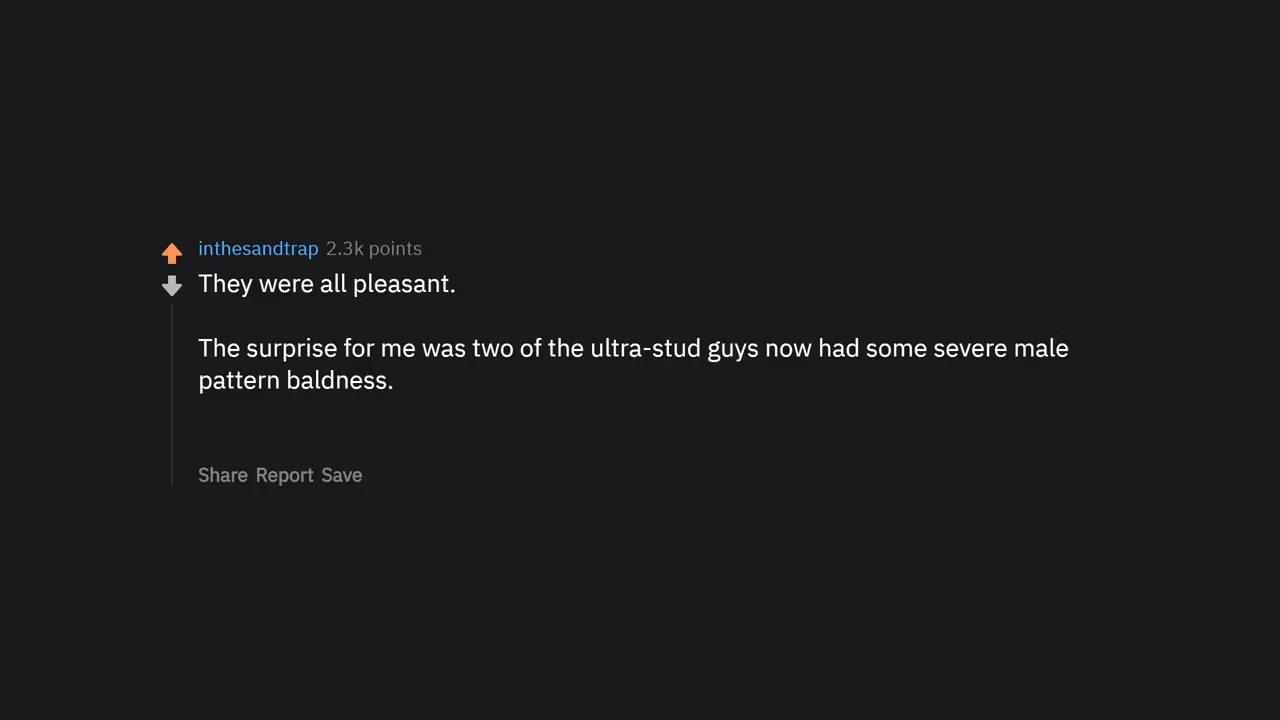 inthesandtrap 2.3k points
They were all pleasant.
The surprise for me was two of the ultra-stud guys now had some severe male
pattern baldness.
Share Report Save